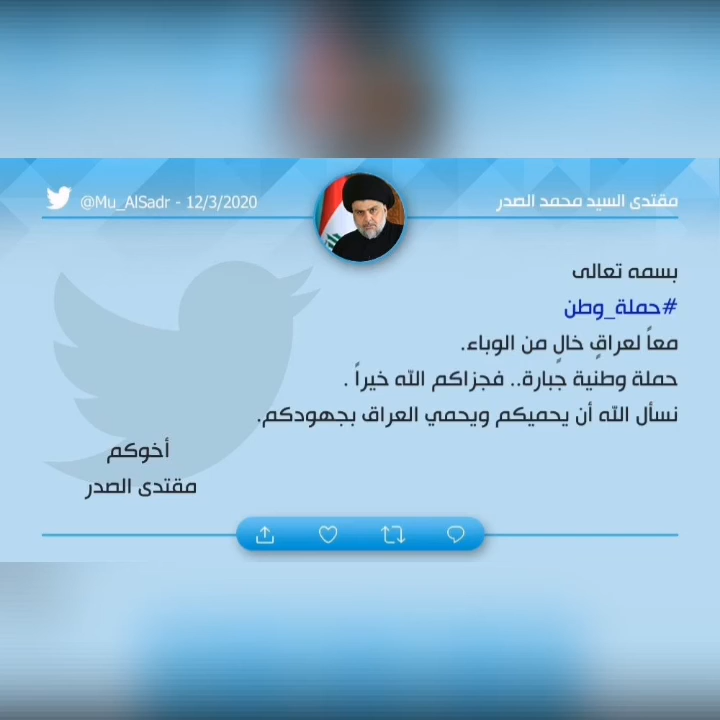 مقتدى السيد محمد الصدر
@Mu_AlSadr - 12/3/2020
بسمه تعالى
#حملة_وطن
معاً لعراقٍ خالٍ من الوباء.
حملة وطنية جبارة.. فجزاكم الله خيراً .
نسأل الله أن يحميكم ويحمي العراق بجهودكم.
أخوكم
مقتدى الصدر